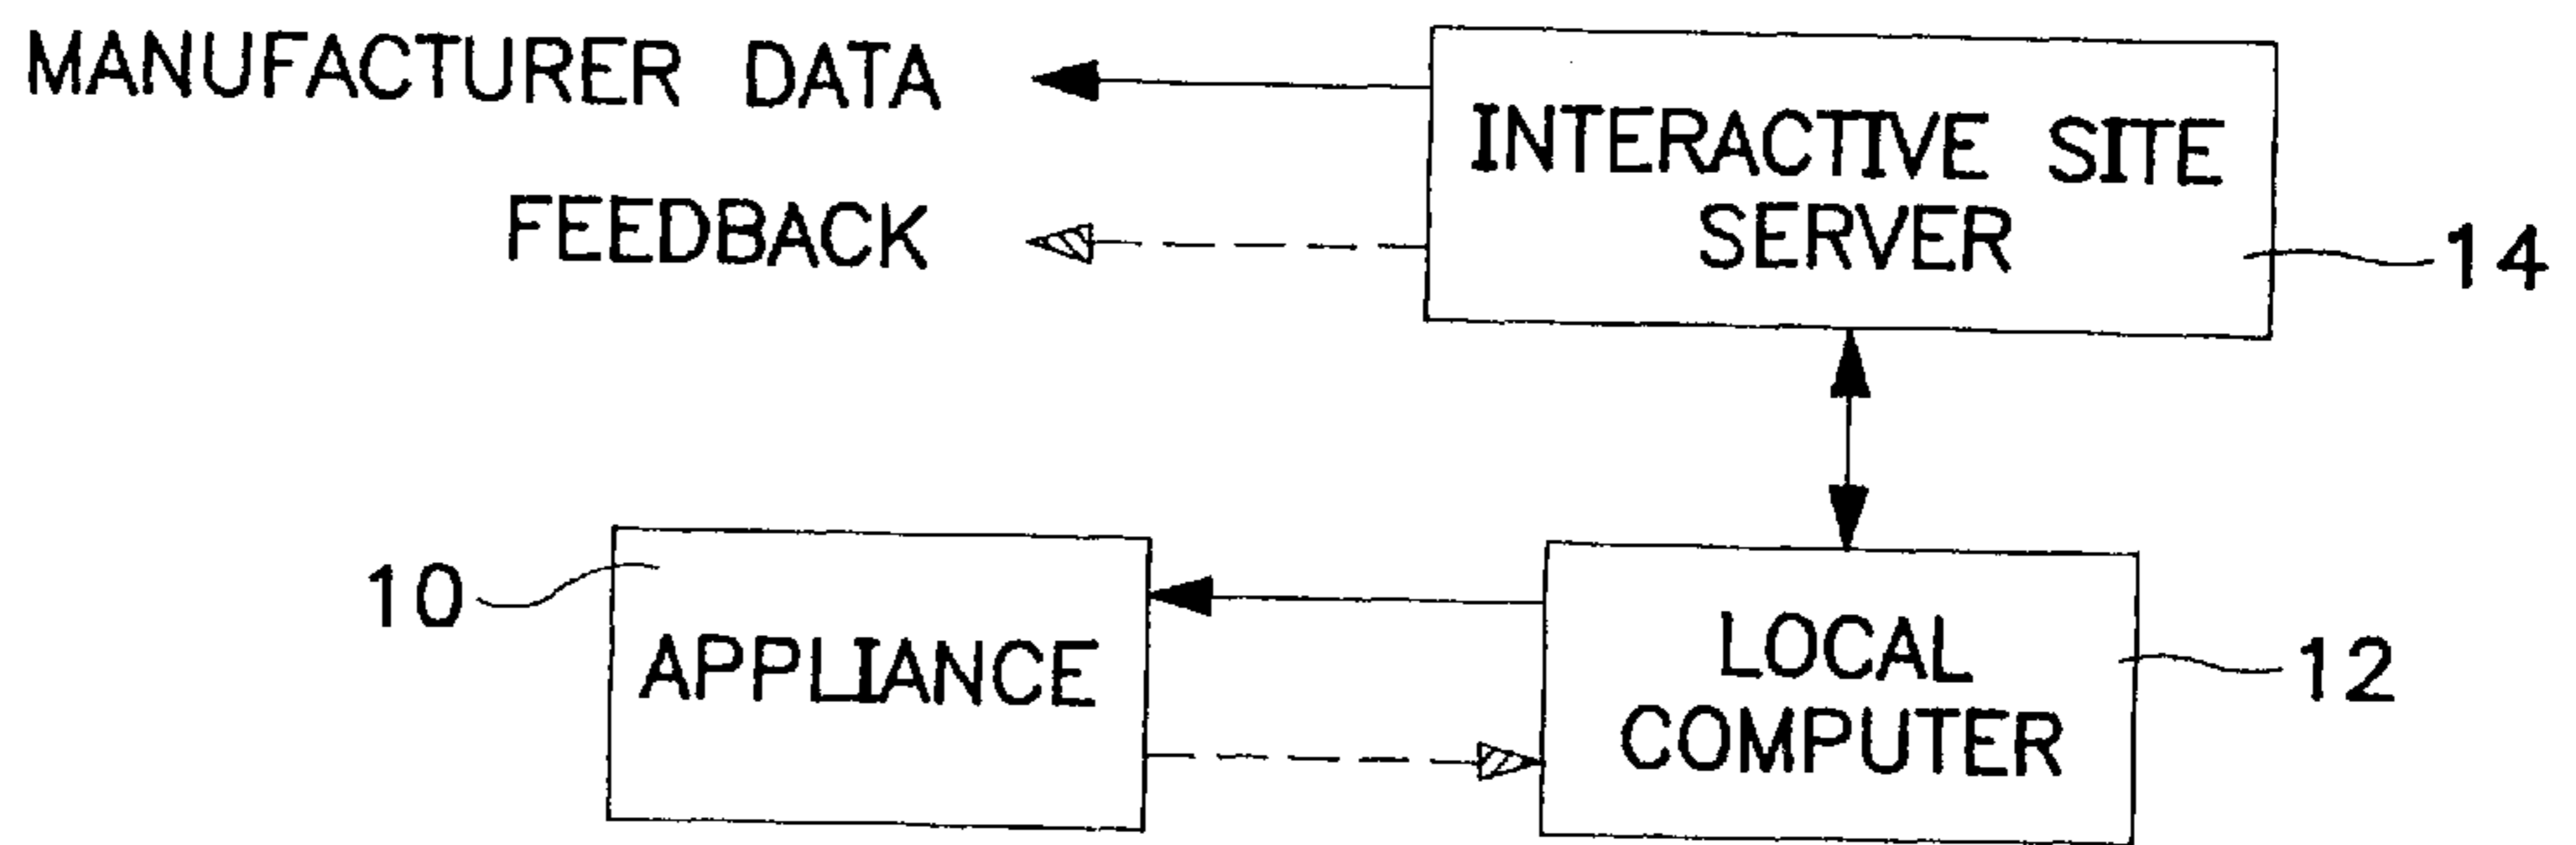 MANUFACTURER DATA
FEEDBACK
INTERACTIVE SITE
SERVER
14
10
APPLIANCE
LOCAL
COMPUTER
12